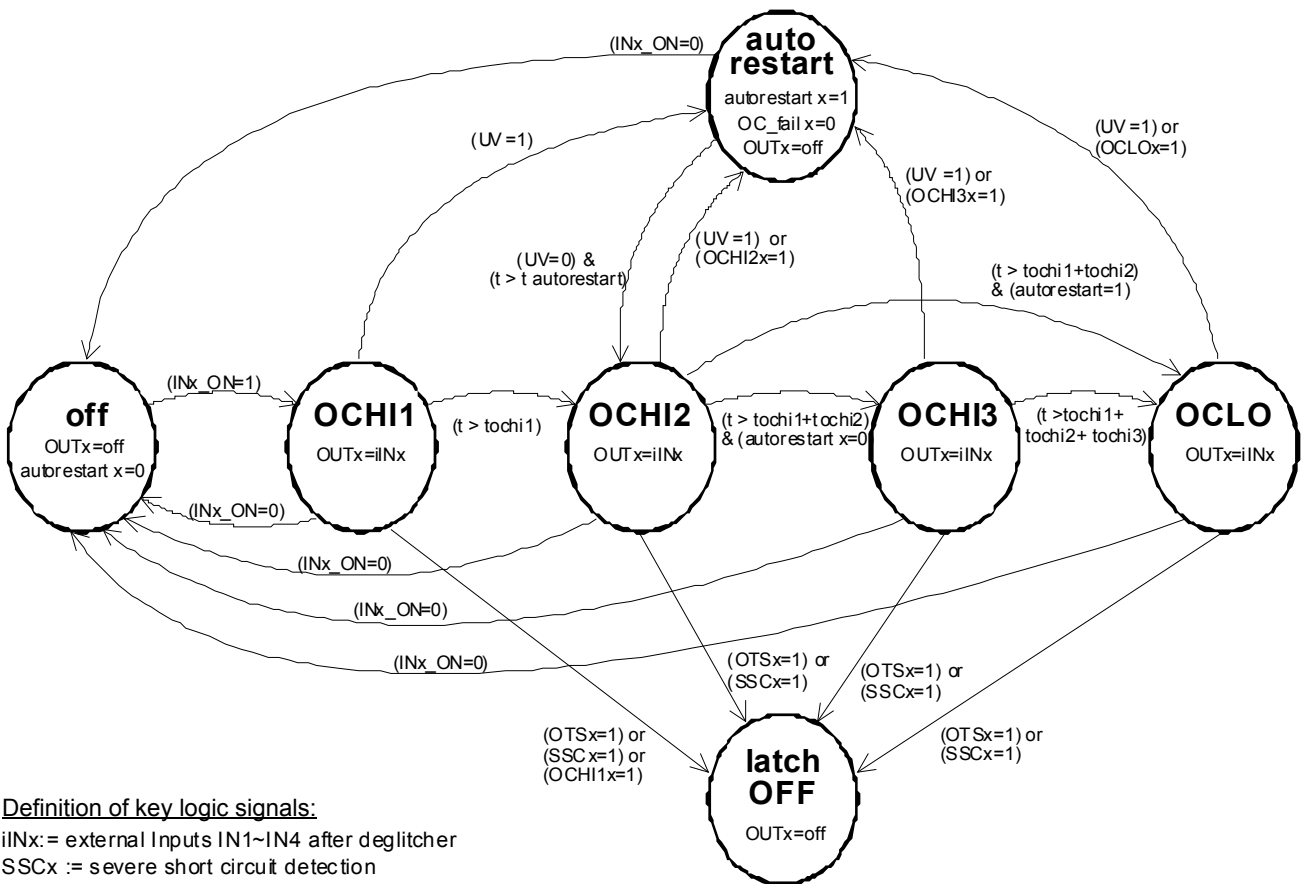 (INx_ON=0)
auto
restart
autorestart x=1
OC_fail x=0
OUTx=off
(UV =1)
(UV =1) or
(OCLOx=1)
(UV =1) or
(OCHI3x=1)
(UV =1) or
(OCHI2x=1)
(UV=0) &
(t > t autorestart)
(t > tochi1+tochi2)
& (autorestart=1)
off
OUTx=off
autorestart x=0
(INx_ON=1)
OCHI1
OUTx=iINx
(t > tochi1)
OCHI2
OUTx=iINx
(t > tochi1+tochi2)
& (autorestart x=0)
OCHI3
OUTx=iINx
(t >tochi1+
tochi2+ tochi3)
OCLO
OUTx=iINx
(INx_ON=0)
(INx_ON=0)
(INx_ON=0)
(INx_ON=0)
(OTSx=1) or
(SSCx=1) or
(OCHI1x=1)
(OTSx=1) or
(SSCx=1)
(OTSx=1) or
(SSCx=1)
(OTSx=1) or
(SSCx=1)
latch
OFF
OUTx=off
Definition of key logic signals:
iINx:= external Inputs IN1~IN4 after deglitcher
SSCx := severe short circuit detection